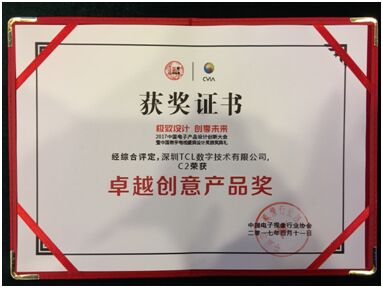 CVIA
获奖证书
极致设计 创享未来
2017中国电子产品设计创新大会
暨中国数字电视盛典设计奖颁奖典礼
经综合评定，深圳TCL数字技术有限公司，
C2荣获
卓越创意产品奖
中国电子视像行业协会
二零一七年四月十一日